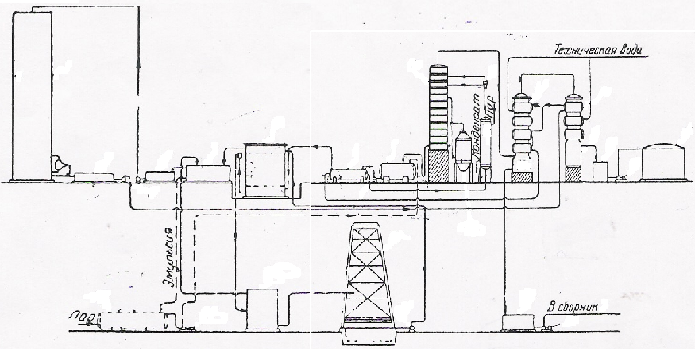 Техническая вода
Конденсат
Пар
Эмульсия
Пар
В сборник